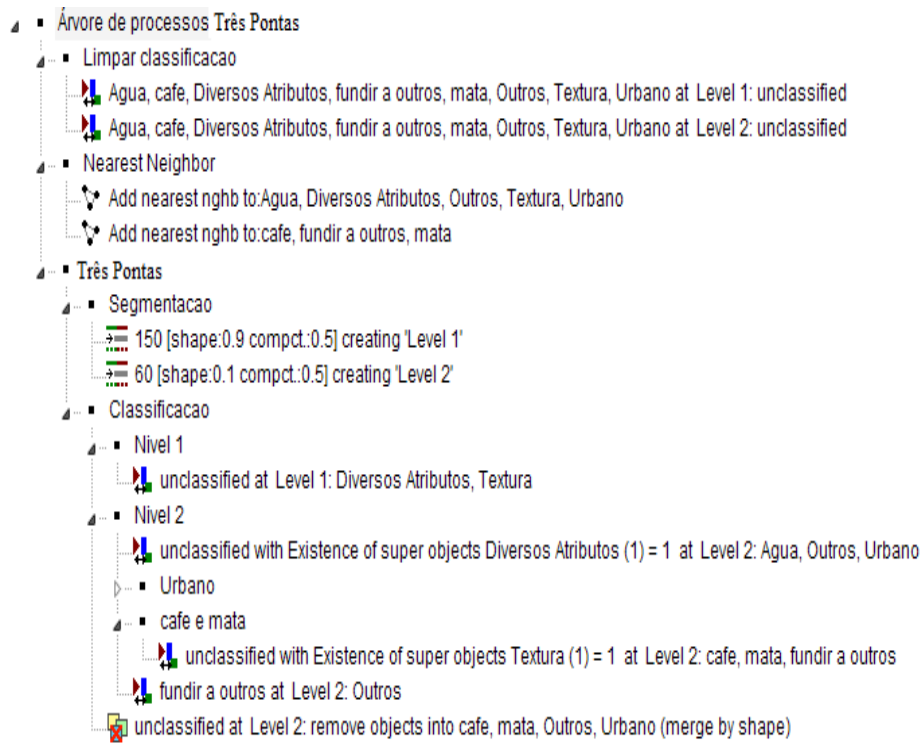 Árvore de processos Três Pontas
Limpar classificacao
Agua, cafe, Diversos Atributos, fundir a outros, mata, Outros, Textura, Urbano at Level 1: unclassified
Agua, cafe, Diversos Atributos, fundir a outros, mata, Outros, Textura, Urbano at Level 2: unclassified
Nearest Neighbor
Add nearest nghb to:Agua, Diversos Atributos, Outros, Textura, Urbano
Add nearest nghb to:cafe, fundir a outros, mata
Três Pontas
Segmentacao
150 [shape:0.9 compct.:0.5] creating 'Level 1'
60 [shape:0.1 compct.:0.5] creating 'Level 2'
Classificacao
Nivel 1
unclassified at Level 1: Diversos Atributos, Textura
Nivel 2
unclassified with Existence of super objects Diversos Atributos (1) = 1 at Level 2: Agua, Outros, Urbano
Urbano
cafe e mata
unclassified with Existence of super objects Textura (1) = 1 at Level 2: cafe, mata, fundir a outros
fundir a outros at Level 2: Outros
unclassified at Level 2: remove objects into cafe, mata, Outros, Urbano (merge by shape)